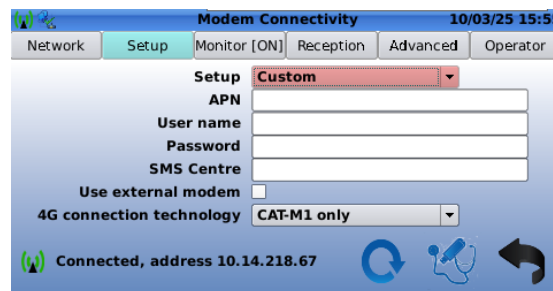 Modem Connectivity 10/03/25 15:5
Network Setup Monitor [ON] Reception Advanced Operator
Setup Custom
APN
User name
Password
SMS Centre
Use external modem
4G connection technology CAT-M1 only
Connected, address 10.14.218.67